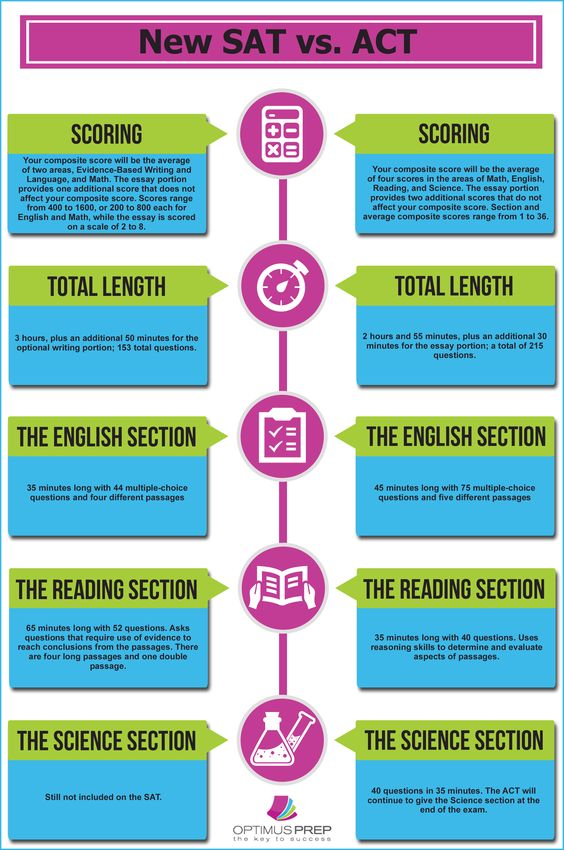 New SAT vs. ACT
SCORING
Your composite score will be the average
of two areas, Evidence-Based Writing and
Language, and Math. The essay portion
provides one additional score that does not
affect your composite score. Scores range
from 400 to 1600, or 200 to 800 each for
English and Math, while the essay is scored
on a scale of 2 to 8.
SCORING
Your composite score will be the average
of four scores in the areas of Math, English,
Reading, and Science. The essay portion
provides two additional scores that do not
affect your composite score. Section and
average composite scores range from 1 to 36.
TOTAL LENGTH
3 hours, plus an additional 50 minutes for the
optional writing portion; 153 total questions.
TOTAL LENGTH
2 hours and 55 minutes, plus an additional 30
minutes for the essay portion; a total of 215
questions.
THE ENGLISH SECTION
35 minutes long with 44 multiple-choice
questions and four different passages
THE ENGLISH SECTION
45 minutes long with 75 multiple-choice
questions and five different passages
THE READING SECTION
65 minutes long with 52 questions. Asks
questions that require use of evidence to
reach conclusions from the passages. There
are four long passages and one double
passage.
THE READING SECTION
35 minutes long with 40 questions. Uses
reasoning skills to determine and evaluate
aspects of passages.
THE SCIENCE SECTION
Still not included on the SAT.
THE SCIENCE SECTION
40 questions in 35 minutes. The ACT will
continue to give the Science section at the
end of the exam.
OPTIMUS PREP
the key to success